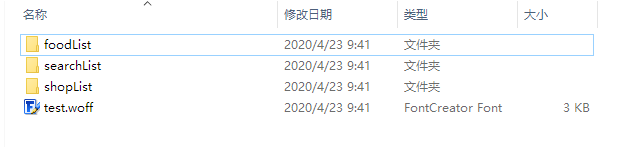 名称 修改日期 类型 大小
foodList 2020/4/23 9:41 文件夹
searchList 2020/4/23 9:41 文件夹
shopList 2020/4/23 9:41 文件夹
test.woff 2020/4/23 9:41 FontCreator Font 3 KB